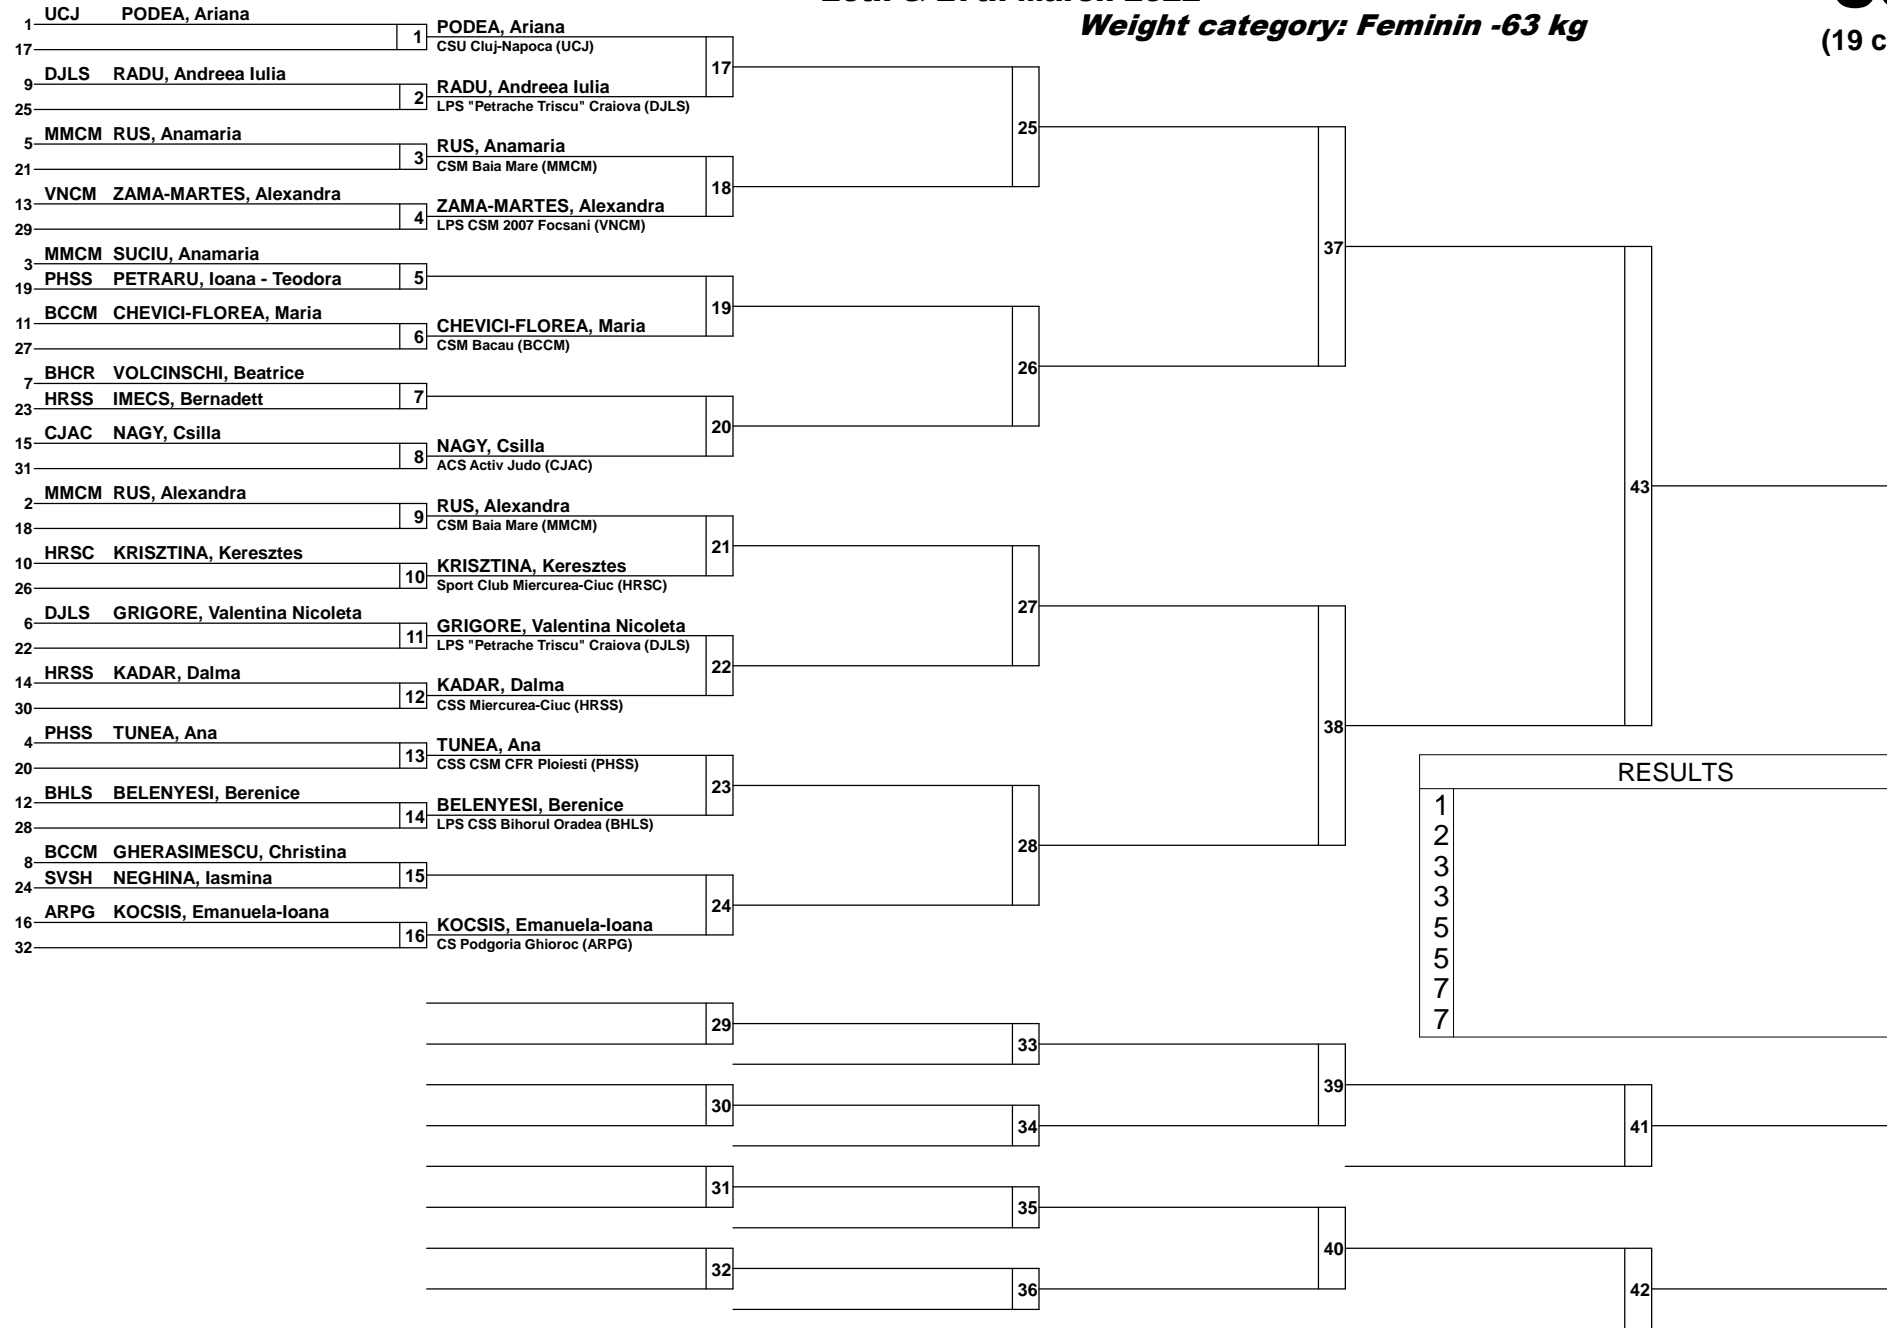 Weight category: Feminin -63 kg
(19 c
1 UCJ PODEA, Ariana
17
1
PODEA, Ariana
CSU Cluj-Napoca (UCJ)
9 DJLS RADU, Andreea Iulia
25
2
RADU, Andreea Iulia
LPS "Petrache Triscu" Craiova (DJLS)
17
5 MMCM RUS, Anamaria
21
3
RUS, Anamaria
CSM Baia Mare (MMCM)
13 VNCM ZAMA-MARTES, Alexandra
29
4
ZAMA-MARTES, Alexandra
LPS CSM 2007 Focsani (VNCM)
18
25
3 MMCM SUCIU, Anamaria
19 PHSS PETRARU, Ioana - Teodora
5
11 BCCM CHEVICI-FLOREA, Maria
27
6
CHEVICI-FLOREA, Maria
CSM Bacau (BCCM)
19
7 BHCR VOLCINSCHI, Beatrice
23 HRSS IMECS, Bernadett
7
15 CJAC NAGY, Csilla
31
8
NAGY, Csilla
ACS Activ Judo (CJAC)
20
26
37
2 MMCM RUS, Alexandra
18
9
RUS, Alexandra
CSM Baia Mare (MMCM)
10 HRSC KRISZTINA, Keresztes
26
10
KRISZTINA, Keresztes
Sport Club Miercurea-Ciuc (HRSC)
21
6 DJLS GRIGORE, Valentina Nicoleta
22
11
GRIGORE, Valentina Nicoleta
LPS "Petrache Triscu" Craiova (DJLS)
14 HRSS KADAR, Dalma
30
12
KADAR, Dalma
CSS Miercurea-Ciuc (HRSS)
22
27
4 PHSS TUNEA, Ana
20
13
TUNEA, Ana
CSS CSM CFR Ploiesti (PHSS)
12 BHLS BELENYESI, Berenice
28
14
BELENYESI, Berenice
LPS CSS Bihorul Oradea (BHLS)
23
8 BCCM GHERASIMESCU, Christina
24 SVSH NEGHINA, Iasmina
15
16 ARPG KOCSIS, Emanuela-Ioana
32
16
KOCSIS, Emanuela-Ioana
CS Podgoria Ghioroc (ARPG)
24
28
38
43
RESULTS
1
2
3
3
5
5
7
7
29
33
30
34
39
41
31
35
32
36
40
42